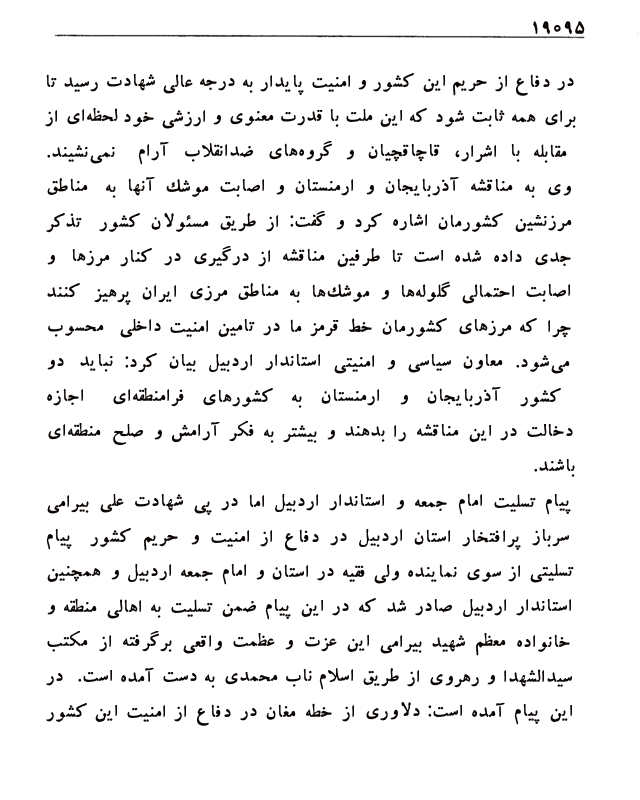 ۱۹۰۹۵
در دفاع از حریم این کشور و امنیت پایدار به درجه عالی شهادت رسید تا
برای همه ثابت شود که این ملت با قدرت معنوی و ارزشی خود لحظه‌ای از
مقابله با اشرار، قاچاقچیان و گروه‌های ضدانقلاب آرام نمی‌نشیند.
وی به مناقشه آذربایجان و ارمنستان و اصابت موشك آنها به مناطق
مرزنشین کشورمان اشاره کرد و گفت: از طریق مسئولان کشور تذکر
جدی داده شده است تا طرفین مناقشه از درگیری در کنار مرزها و
اصابت احتمالی گلوله‌ها و موشك‌ها به مناطق مرزی ایران پرهیز کنند
چرا که مرزهای کشورمان خط قرمز ما در تامین امنیت داخلی محسوب
می‌شود. معاون سیاسی و امنیتی استاندار اردبیل بیان کرد: نباید دو
کشور آذربایجان و ارمنستان به کشورهای فرامنطقه‌ای اجازه
دخالت در این مناقشه را بدهند و بیشتر به فکر آرامش و صلح منطقه‌ای
باشند.
پیام تسلیت امام جمعه و استاندار اردبیل اما در پی شهادت علی بیرامی
سرباز پرافتخار استان اردبیل در دفاع از امنیت و حریم کشور پیام
تسلیتی از سوی نماینده ولی فقیه در استان و امام جمعه اردبیل و همچنین
استاندار اردبیل صادر شد که در این پیام ضمن تسلیت به اهالی منطقه و
خانواده معظم شهید بیرامی این عزت و عظمت واقعی برگرفته از مکتب
سیدالشهدا و رهروی از طریق اسلام ناب محمدی به دست آمده است. در
این پیام آمده است: دلاوری از خطه مغان در دفاع از امنیت این کشور